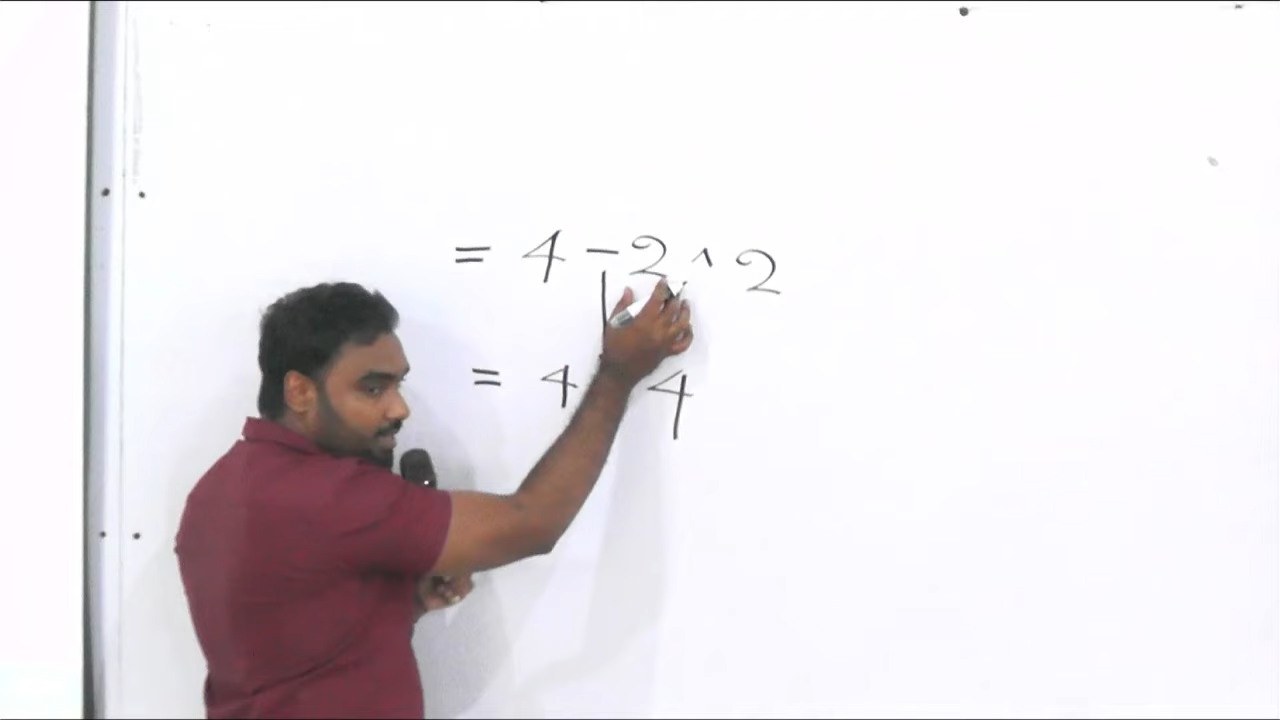 = 4 - 2 ^ 2
= 4 4